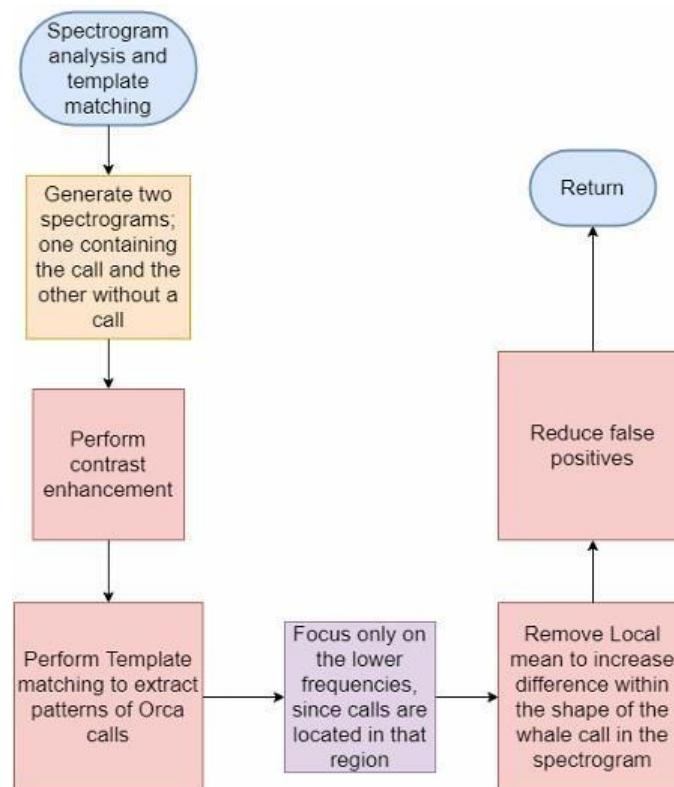 Spectrogram
analysis and
template
matching
Generate two
spectrograms;
one containing
the call and the
other without a
call
Perform
contrast
enhancement
Perform Template
matching to extract
patterns of Orca
calls
Focus only on
the lower
frequencies,
since calls are
located in that
region
Remove Local
mean to increase
difference within
the shape of the
whale call in the
spectrogram
Reduce false
positives
Return